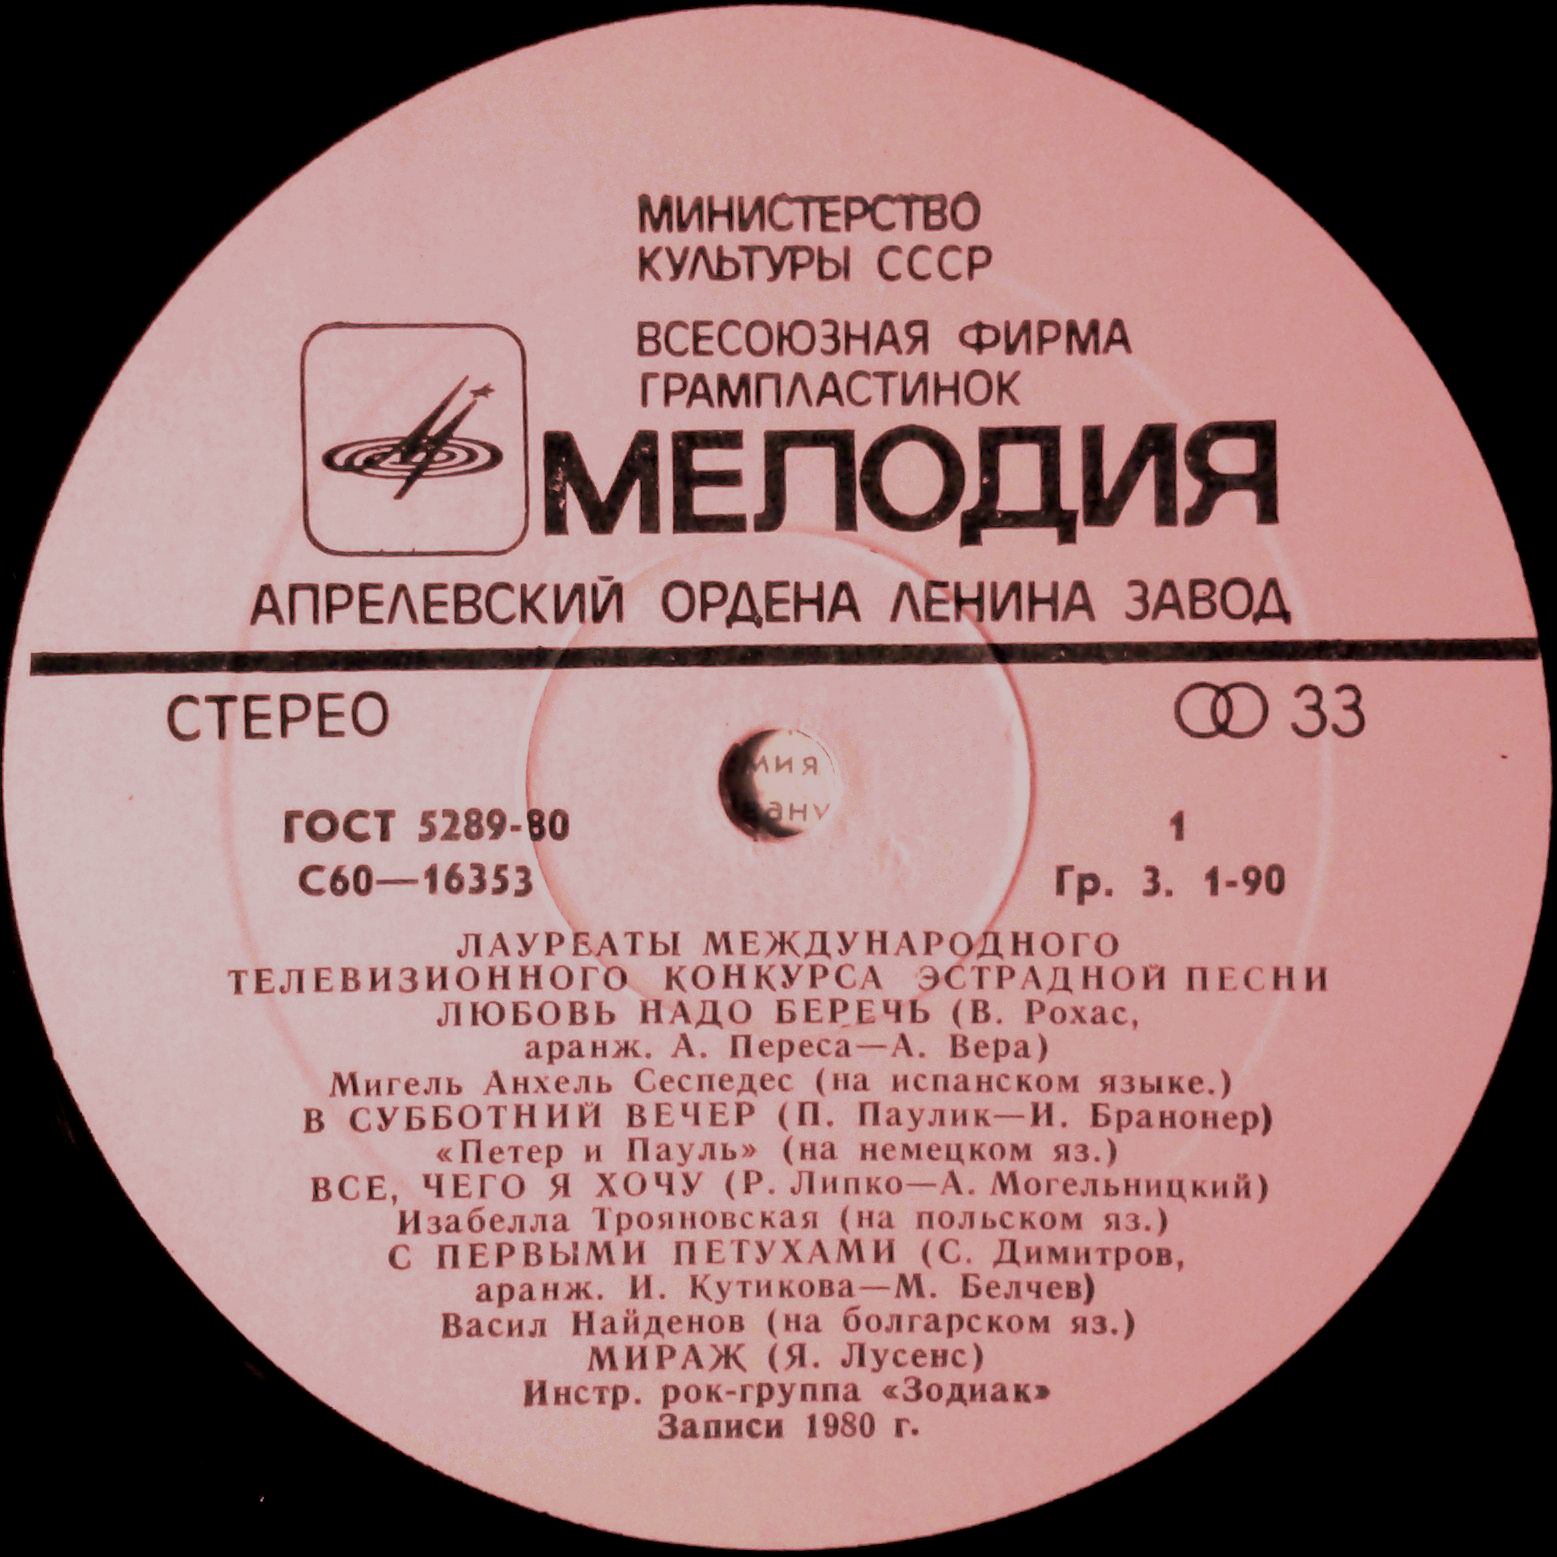 МИНИСТЕРСТВО
КУЛЬТУРЫ СССР
ВСЕСОЮЗНАЯ ФИРМА
ГРАМПЛАСТИНОК
МЕЛОДИЯ
АПРЕЛЕВСКИЙ ОРДЕНА ЛЕНИНА ЗАВОД
СТЕРЕО 33
ГОСТ 5289-80 1
С60—16353 Гр. 3. 1-90
ЛАУРЕАТЫ МЕЖДУНАРОДНОГО
ТЕЛЕВИЗИОННОГО КОНКУРСА ЭСТРАДНОЙ ПЕСНИ
ЛЮБОВЬ НАДО БЕРЕЧЬ (В. Рохас,
аранж. А. Переса—А. Вера)
Мигель Анхель Сеспедес (на испанском языке.)
В СУББОТНИЙ ВЕЧЕР (П. Паулик—И. Бранонер)
«Петер и Пауль» (на немецком яз.)
ВСЕ, ЧЕГО Я ХОЧУ (Р. Липко—А. Могельницкий)
Изабелла Трояновская (на польском яз.)
С ПЕРВЫМИ ПЕТУХАМИ (С. Димитров,
аранж. И. Кутикова—М. Белчев)
Васил Найденов (на болгарском яз.)
МИРАЖ (Я. Лусенс)
Инстр. рок-группа «Зодиак»
Записи 1980 г.